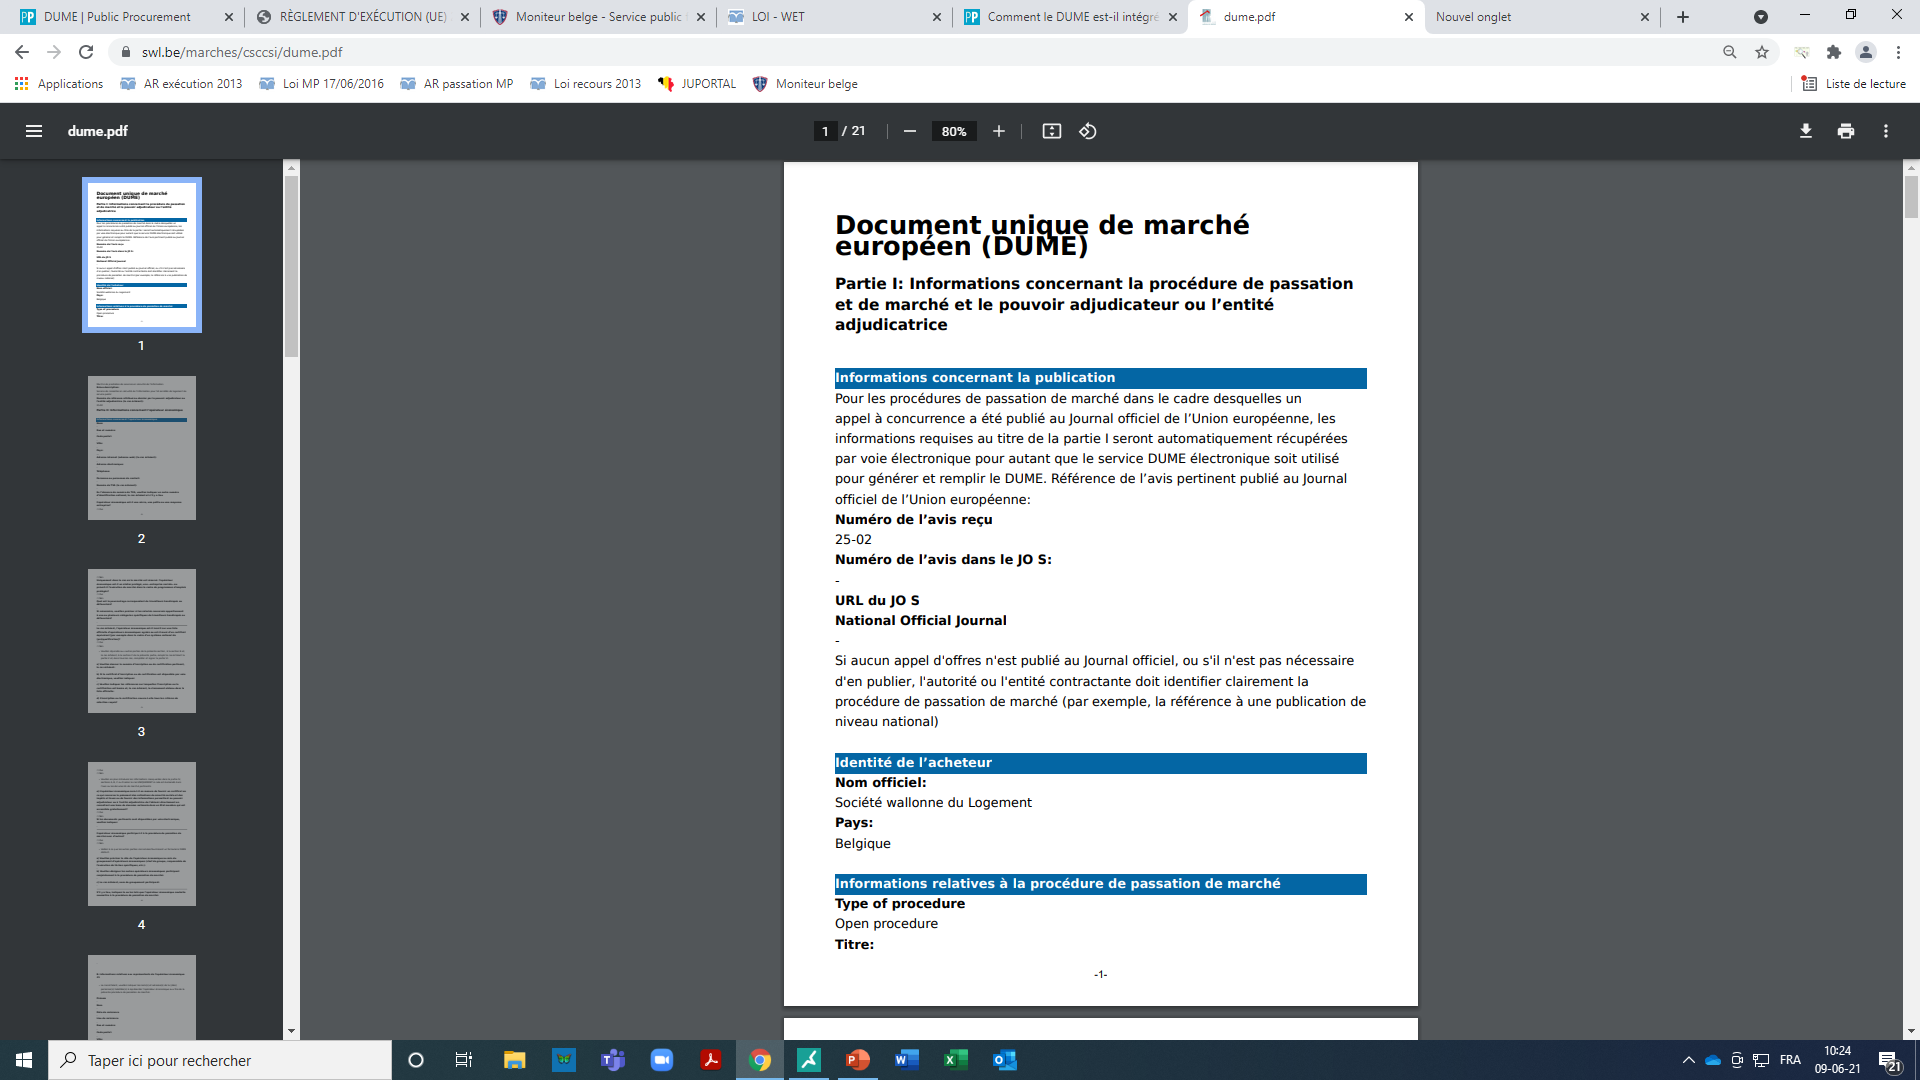 DUME | Public Procurement
RÈGLEMENT D'EXÉCUTION (UE)
Moniteur belge - Service public
LOI - WET
Comment le DUME est-il intégré
dume.pdf
Nouvel onglet
swl.be/marches/csccsi/dume.pdf
Applications
AR exécution 2013
Loi MP 17/06/2016
AR passation MP
Loi recours 2013
JUPORTAL
Moniteur belge
Liste de lecture
dume.pdf
1 / 21
80%
1
2
3
4
Document unique de marché
européen (DUME)
Partie I: Informations concernant la procédure de passation
et de marché et le pouvoir adjudicateur ou l’entité
adjudicatrice
Informations concernant la publication
Pour les procédures de passation de marché dans le cadre desquelles un
appel à concurrence a été publié au Journal officiel de l’Union européenne, les
informations requises au titre de la partie I seront automatiquement récupérées
par voie électronique pour autant que le service DUME électronique soit utilisé
pour générer et remplir le DUME. Référence de l’avis pertinent publié au Journal
officiel de l’Union européenne:
Numéro de l’avis reçu
25-02
Numéro de l’avis dans le JO S:
-
URL du JO S
National Official Journal
-
Si aucun appel d'offres n'est publié au Journal officiel, ou s'il n'est pas nécessaire
d'en publier, l'autorité ou l'entité contractante doit identifier clairement la
procédure de passation de marché (par exemple, la référence à une publication de
niveau national)
Identité de l’acheteur
Nom officiel:
Société wallonne du Logement
Pays:
Belgique
Informations relatives à la procédure de passation de marché
Type of procedure
Open procedure
Titre:
-1-
Taper ici pour rechercher
FRA
10:24
09-06-21
21